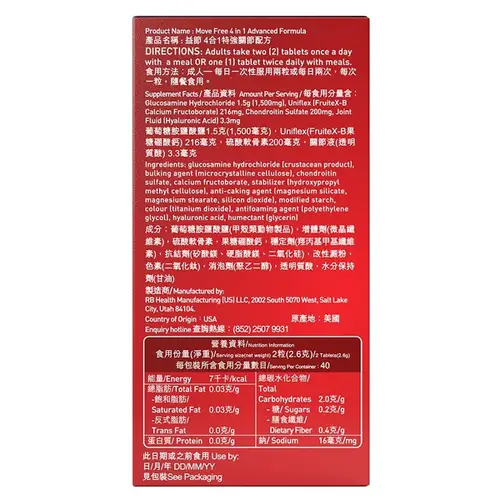 Product Name : Move Free 4 in 1 Advanced Formula
產品名稱 : 益節 4合1特強關節配方
DIRECTIONS: Adults take two (2) tablets once a day
with a meal OR one (1) tablet twice daily with meals.
食用方法：成人— 每日一次性服用兩粒或每日兩次，每次
一粒，隨餐食用。
Supplement Facts / 產品資料 Amount Per Serving / 每食用分量含：
Glucosamine Hydrochloride 1.5g (1,500mg), Uniflex (FruiteX-B
Calcium Fructoborate) 216mg, Chondroitin Sulfate 200mg, Joint
Fluid (Hyaluronic Acid) 3.3mg
葡萄糖胺鹽酸鹽1.5克(1,500毫克), Uniflex(FruiteX-B果
糖硼酸鈣) 216毫克，硫酸軟骨素200毫克，關節液(透明
質酸) 3.3毫克
Ingredients: glucosamine hydrochloride (crustacean product),
bulking agent (microcrystalline cellulose), chondroitin
sulfate, calcium fructoborate, stabilizer (hydroxypropyl
methyl cellulose), anti-caking agent (magnesium silicate,
magnesium stearate, silicon dioxide), modified starch,
colour (titanium dioxide), antifoaming agent (polyethylene
glycol), hyaluronic acid, humectant (glycerin)
成分：葡萄糖胺鹽酸鹽(甲殼類動物製品)，增體劑(微晶纖
維素)，硫酸軟骨素，果糖硼酸鈣，穩定劑(羥丙基甲基纖維
素)，抗結劑(矽酸鎂、硬脂酸鎂、二氧化硅)，改性澱粉，
色素(二氧化鈦)，消泡劑(聚乙二醇)，透明質酸，水分保持
劑(甘油)
製造商/ Manufactured by:
RB Health Manufacturing [US] LLC, 2002 South 5070 West, Salt Lake
City, Utah 84104.
Country of Origin : USA 原產地：美國
Enquiry hotline 查詢熱線：(852) 2507 9931
營養資料/Nutrition Information
食用份量(淨重)/ Serving size(net weight) 2粒(2.6克)/2 Tablets(2.6g)
每包裝所含食用分量數目/ Serving Per Container : 40
能量/Energy 7千卡/kcal
總脂肪/Total Fat 0.03克/g
-飽和脂肪/
Saturated Fat 0.03克/g
-反式脂肪/
Trans Fat 0.0克/g
蛋白質/ Protein 0.0克/g
總碳水化合物/
Total
Carbohydrates 2.0克/g
- 糖/ Sugars 0.2克/g
- 膳食纖維/
Dietary Fiber 0.4克/g
鈉/ Sodium 16毫克/mg
此日期或之前食用 Use by:
日/月/年 DD/MM/YY
見包裝See Packaging